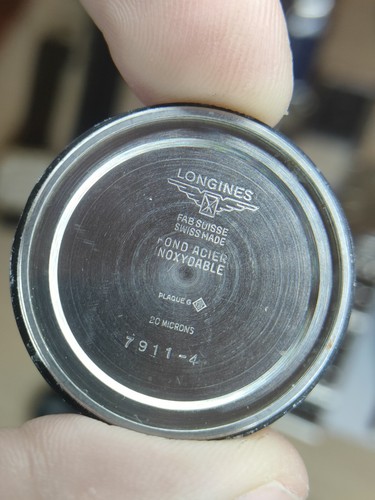 LONGINES
FAB SUISSE
SWISS MADE
FOND ACIER
INOXYDABLE
PLAQUE G
20 MICRONS
7911-4